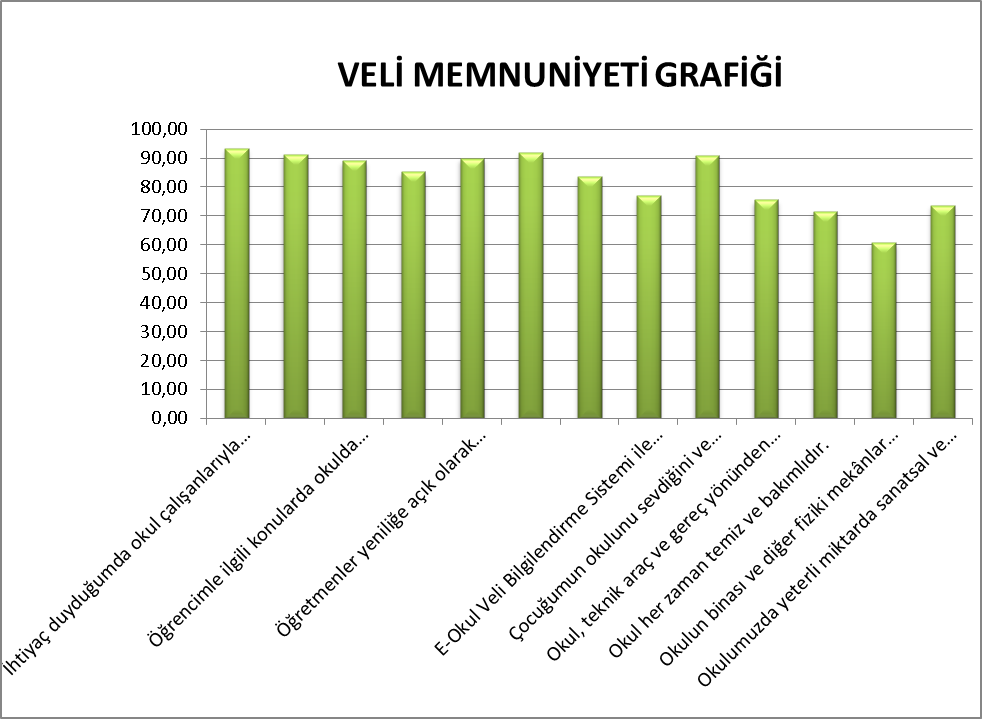 VELİ MEMNUNİYETİ GRAFİĞİ
100,00
90,00
80,00
70,00
60,00
50,00
40,00
30,00
20,00
10,00
0,00
İhtiyaç duyduğumda okul çalışanlarıyla...
Öğrencimle ilgili konularda okulda...
Öğretmenler yeniliğe açık olarak...
E-Okul Veli Bilgilendirme Sistemi ile...
Çocuğumun okulunu sevdiğini ve...
Okul, teknik araç ve gereç yönünden...
Okul her zaman temiz ve bakımlıdır.
Okulun binası ve diğer fiziki mekânlar...
Okulumuzda yeterli miktarda sanatsal ve...